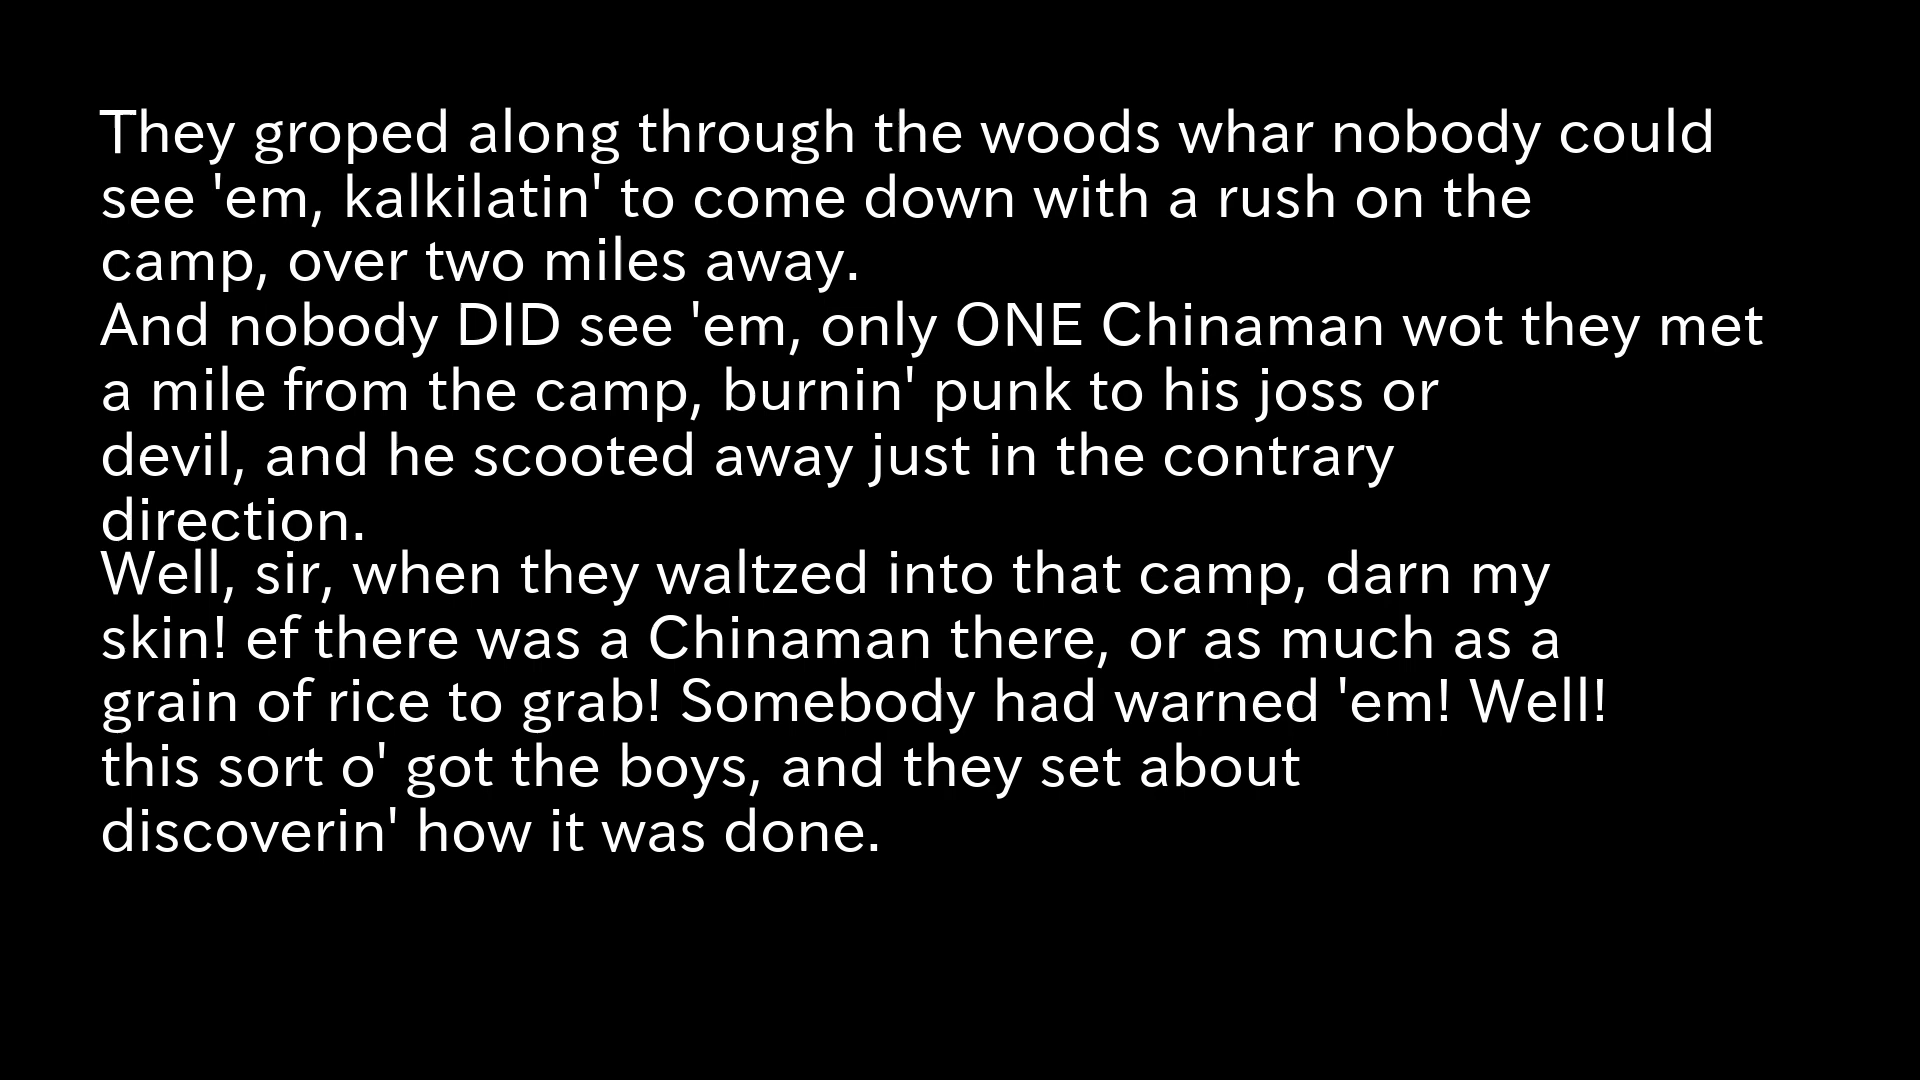 They groped along through the woods whar nobody could
see 'em, kalkilatin' to come down with a rush on the
camp, over two miles away.
And nobody DID see 'em, only ONE Chinaman wot they met
a mile from the camp, burnin' punk to his joss or
devil, and he scooted away just in the contrary
direction.
Well, sir, when they waltzed into that camp, darn my
skin! ef there was a Chinaman there, or as much as a
grain of rice to grab! Somebody had warned 'em! Well!
this sort o' got the boys, and they set about
discoverin' how it was done.